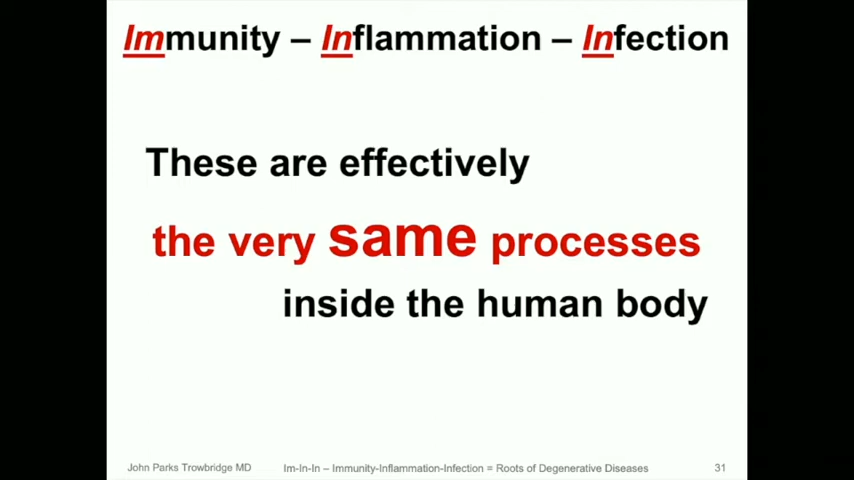 Immunity – Inflammation – Infection
These are effectively
the very same processes
inside the human body
John Parks Trowbridge MD Im-In-In – Immunity-Inflammation-Infection = Roots of Degenerative Diseases 31